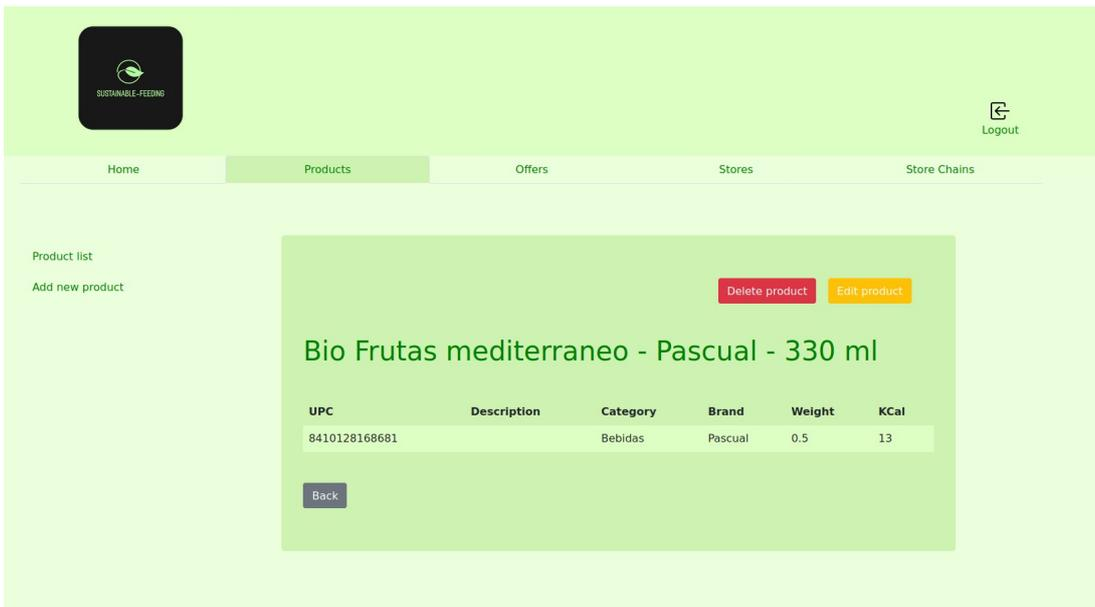 SUSTAINABLE-FEEDING
Logout
Home Products Offers Stores Store Chains
Product list
Add new product
Delete product Edit product
Bio Frutas mediterraneo - Pascual - 330 ml
UPC Description Category Brand Weight KCal
8410128168681 Bebidas Pascual 0.5 13
Back